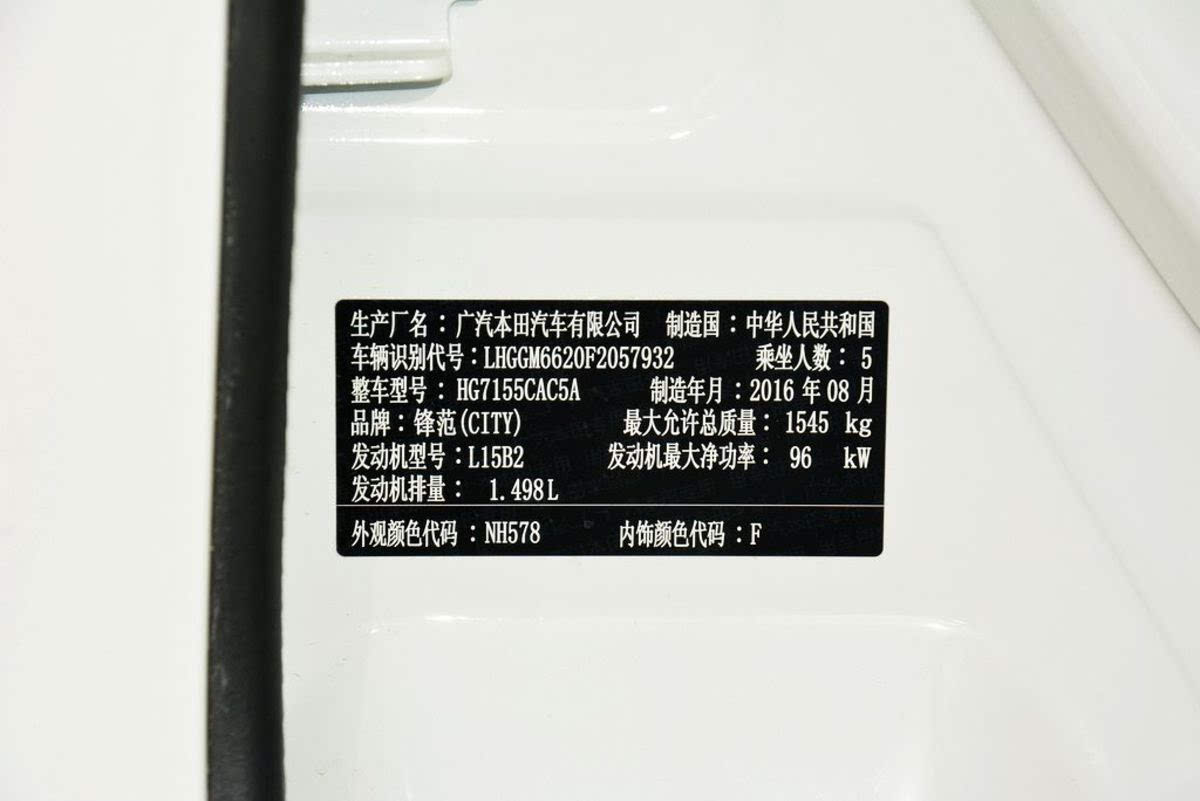 生产厂名：广汽本田汽车有限公司 制造国：中华人民共和国
车辆识别代号：LHGGM6620F2057932 乘坐人数：5
整车型号：HG7155CAC5A 制造年月：2016 年 08 月
品牌：锋范(CITY) 最大允许总质量：1545 kg
发动机型号：L15B2 发动机最大净功率：96 kW
发动机排量：1.498L
外观颜色代码：NH578 内饰颜色代码：F